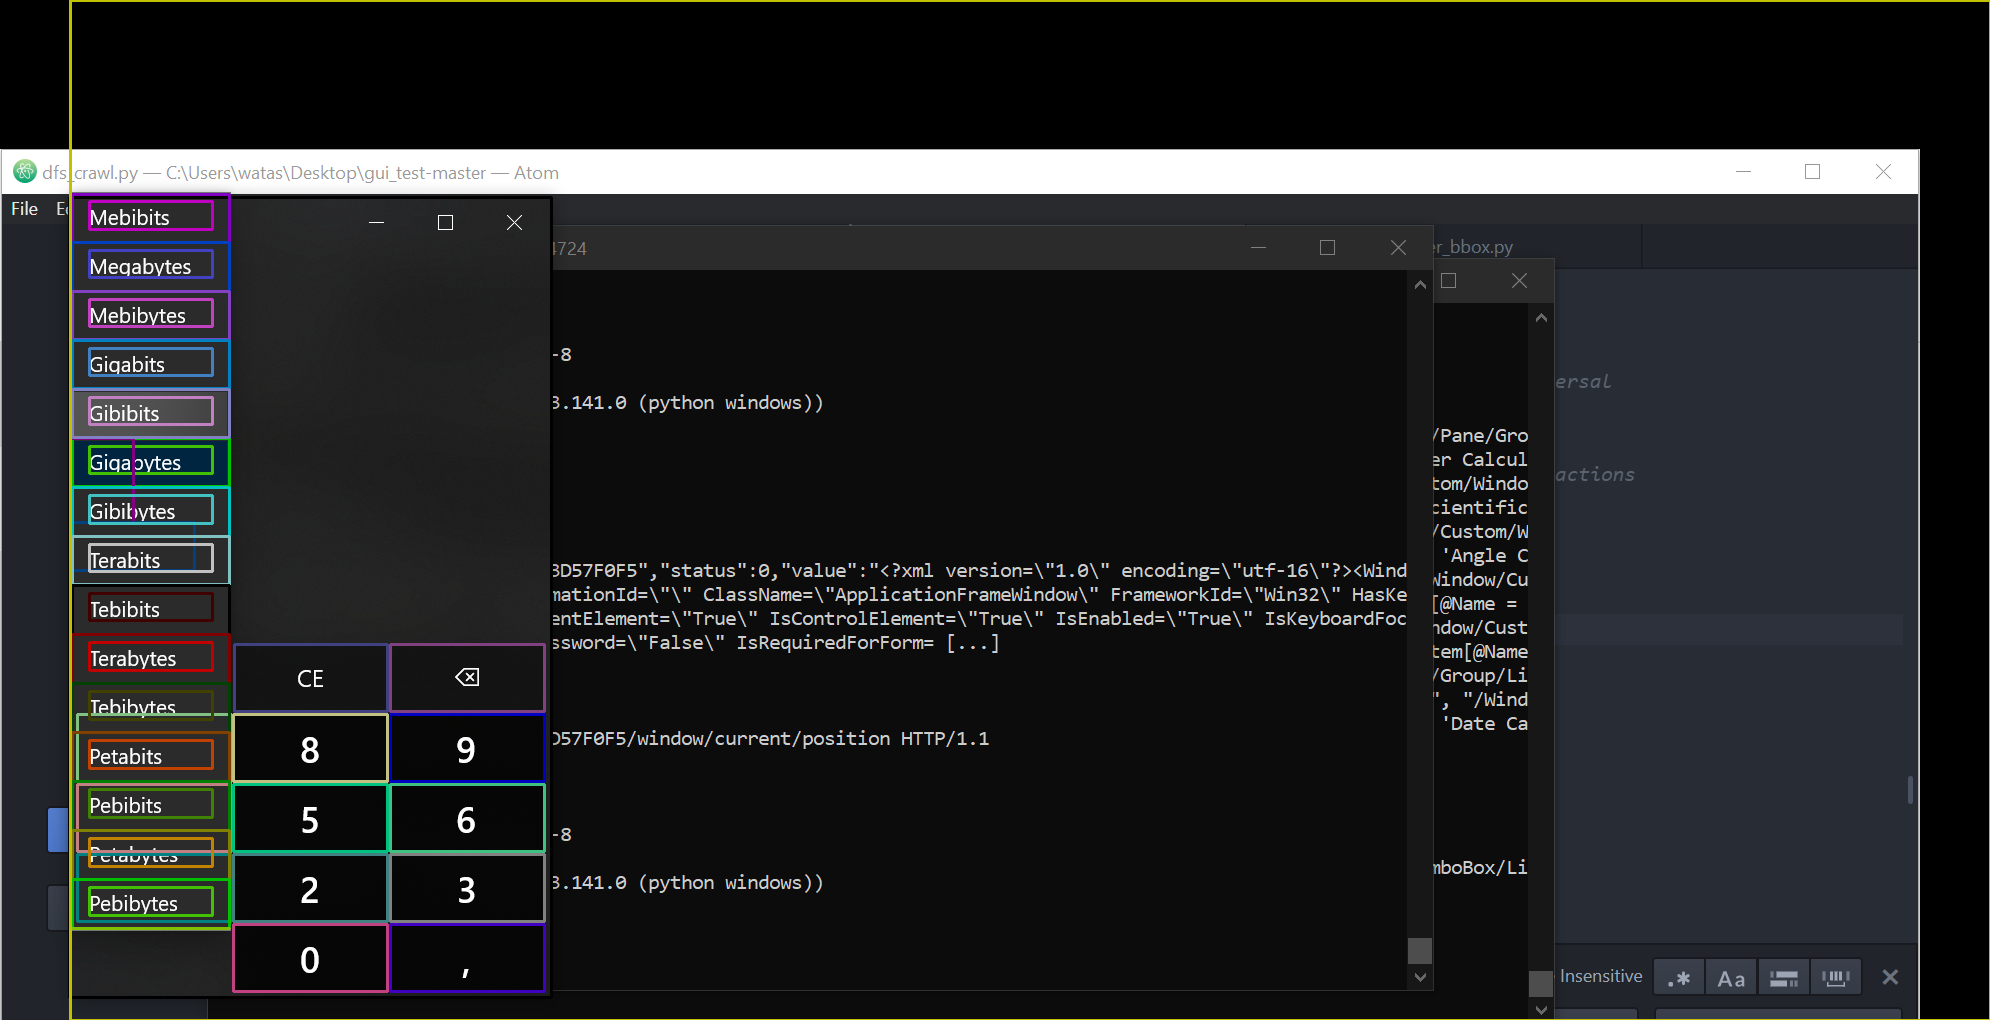 dfs_crawl.py — C:\Users\watas\Desktop\gui_test-master — Atom
File
Mebibits
Megabytes
Mebibytes
Gigabits
Gibibits
Gigabytes
Gibibytes
Terabits
Tebibits
Terabytes
Tebibytes
Petabits
Pebibits
Petabytes
Pebibytes
CE
8
9
5
6
2
3
0
,
4724
-8
3.141.0 (python windows))
3D57F0F5","status":0,"value":"<?xml version=\"1.0\" encoding=\"utf-16\"?><Wind
mationId=\"\" ClassName=\"ApplicationFrameWindow\" FrameworkId=\"Win32\" HasKe
entElement=\"True\" IsControlElement=\"True\" IsEnabled=\"True\" IsKeyboardFoc
ssword=\"False\" IsRequiredForForm= [...]
D57F0F5/window/current/position HTTP/1.1
-8
3.141.0 (python windows))
er_bbox.py
/Pane/Gro
er Calcul
tom/Windo
cientific
/Custom/W
'Angle C
Window/Cu
[@Name =
ndow/Cust
tem[@Name
/Group/Li
", "/Wind
'Date Ca
mboBox/Li
ersal
actions
Insensitive
.*
Aa